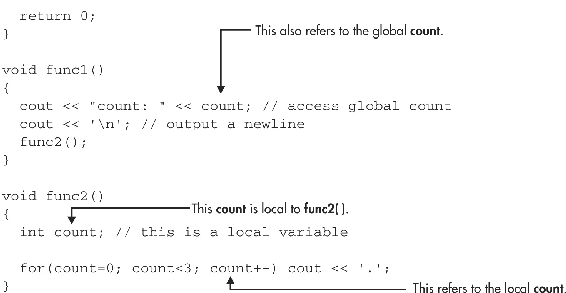 return 0;
}
This also refers to the global count.
void func1()
{
cout << "count: " << count; // access global count
cout << '\n'; // output a newline
func2();
}
void func2()
This count is local to func2( ).
{
int count; // this is a local variable
for(count=0; count<3; count++) cout << '.';
}
This refers to the local count.